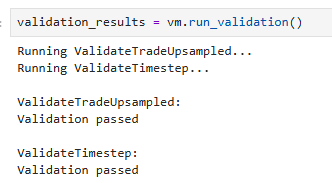 validation_results = vm.run_validation()
Running ValidateTradeUpsampled...
Running ValidateTimestep...
ValidateTradeUpsampled:
Validation passed
ValidateTimestep:
Validation passed